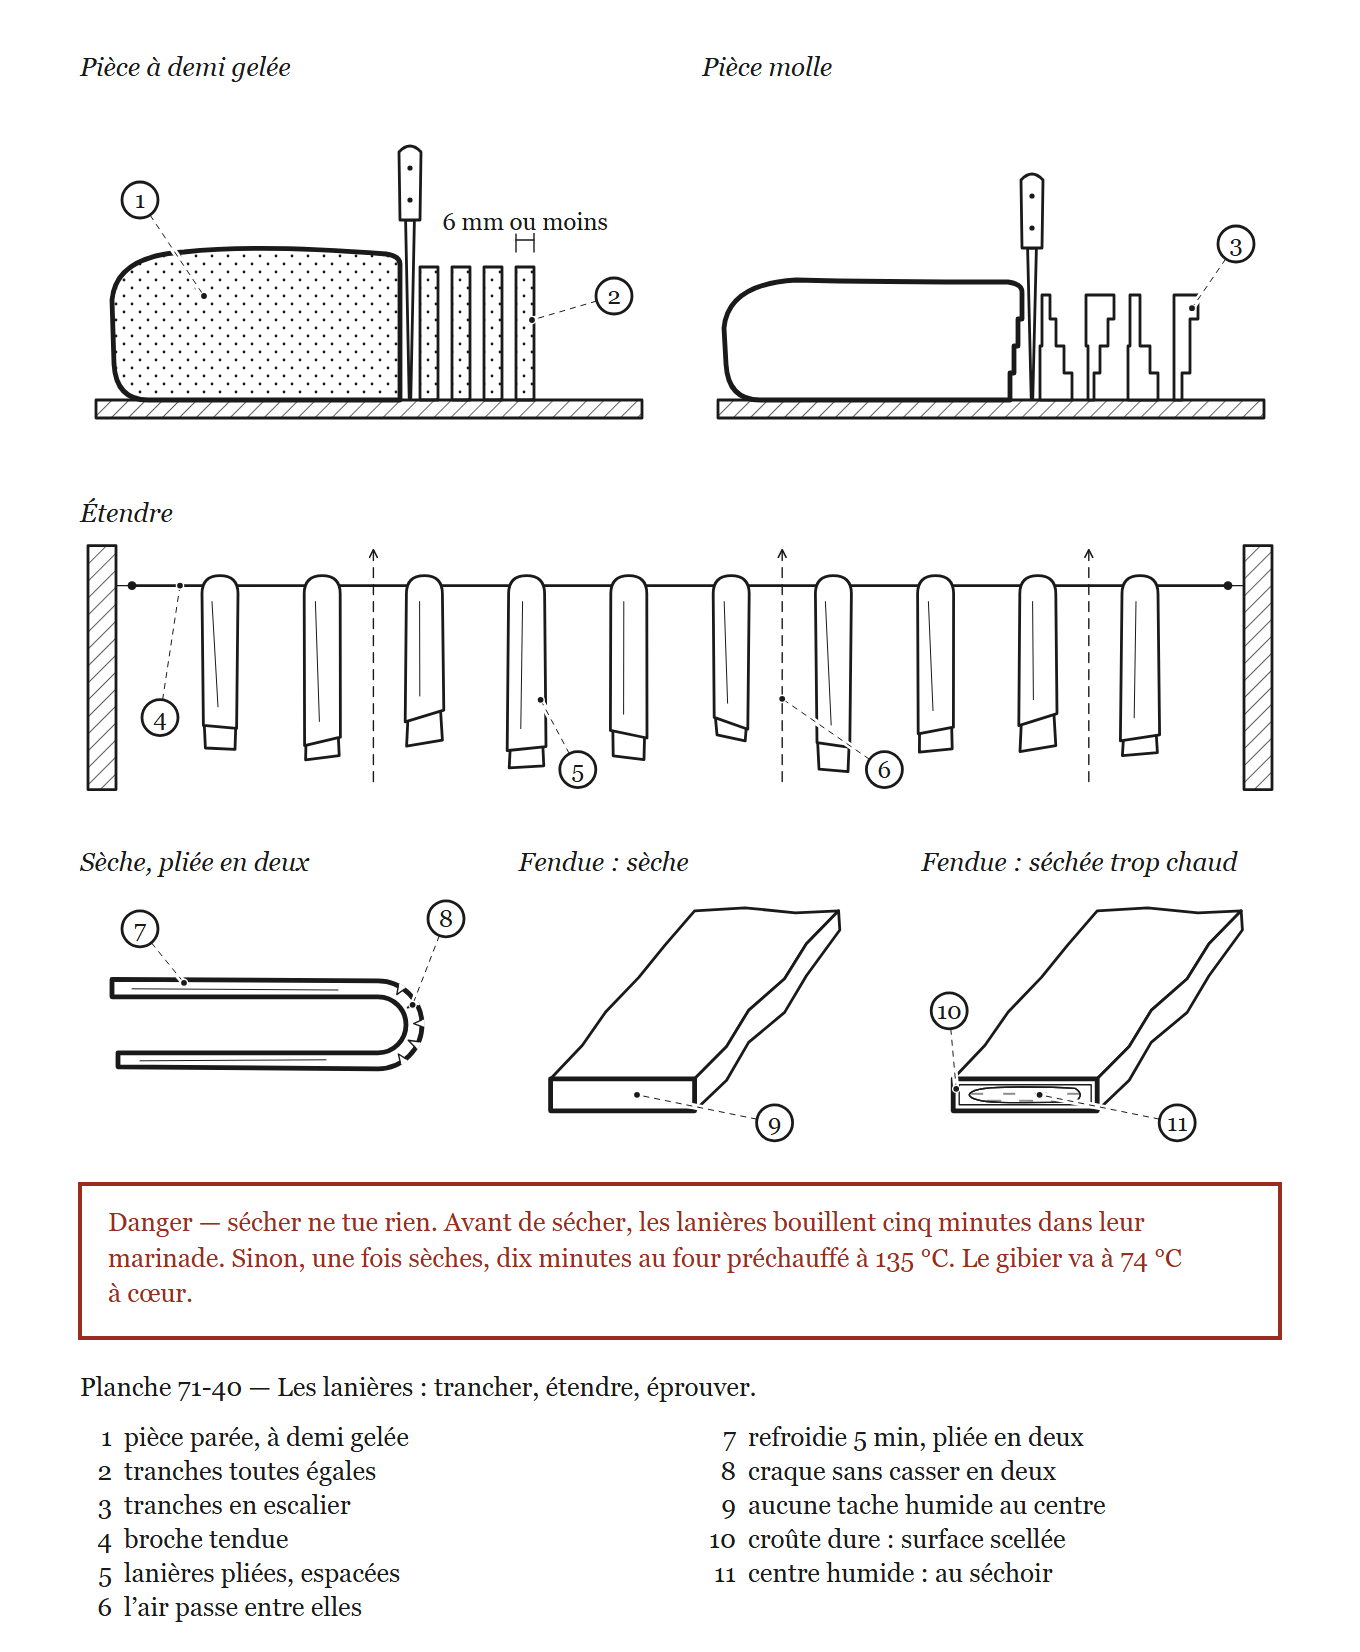 Pièce à demi gelée
Pièce molle
1
6 mm ou moins
2
3
Étendre
4
5
6
Sèche, pliée en deux
Fendue : sèche
Fendue : séchée trop chaud
7
8
9
10
11
Danger — sécher ne tue rien. Avant de sécher, les lanières bouillent cinq minutes dans leur
marinade. Sinon, une fois sèches, dix minutes au four préchauffé à 135 °C. Le gibier va à 74 °C
à cœur.
Planche 71-40 — Les lanières : trancher, étendre, éprouver.
1 pièce parée, à demi gelée
2 tranches toutes égales
3 tranches en escalier
4 broche tendue
5 lanières pliées, espacées
6 l’air passe entre elles
7 refroidie 5 min, pliée en deux
8 craque sans casser en deux
9 aucune tache humide au centre
10 croûte dure : surface scellée
11 centre humide : au séchoir